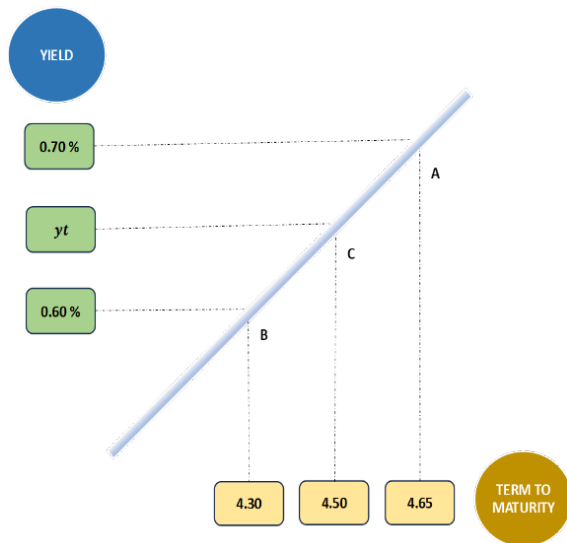 YIELD
0.70 %
A
yt
C
0.60 %
B
4.30
4.50
4.65
TERM TO
MATURITY